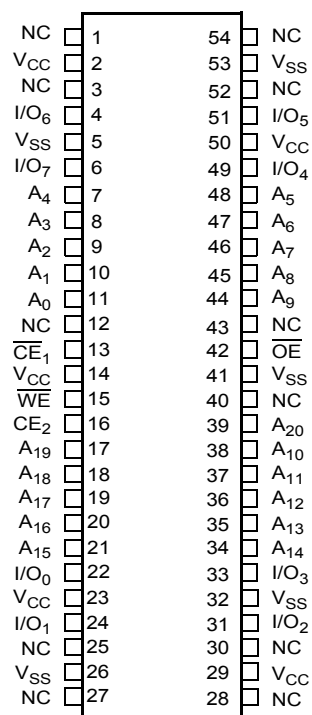 NC 1 54 NC
VCC 2 53 VSS
NC 3 52 NC
I/O6 4 51 I/O5
VSS 5 50 VCC
I/O7 6 49 I/O4
A4 7 48 A5
A3 8 47 A6
A2 9 46 A7
A1 10 45 A8
A0 11 44 A9
NC 12 43 NC
C̅E̅1 13 42 O̅E̅
VCC 14 41 VSS
W̅E̅ 15 40 NC
CE2 16 39 A20
A19 17 38 A10
A18 18 37 A11
A17 19 36 A12
A16 20 35 A13
A15 21 34 A14
I/O0 22 33 I/O3
VCC 23 32 VSS
I/O1 24 31 I/O2
NC 25 30 NC
VSS 26 29 VCC
NC 27 28 NC